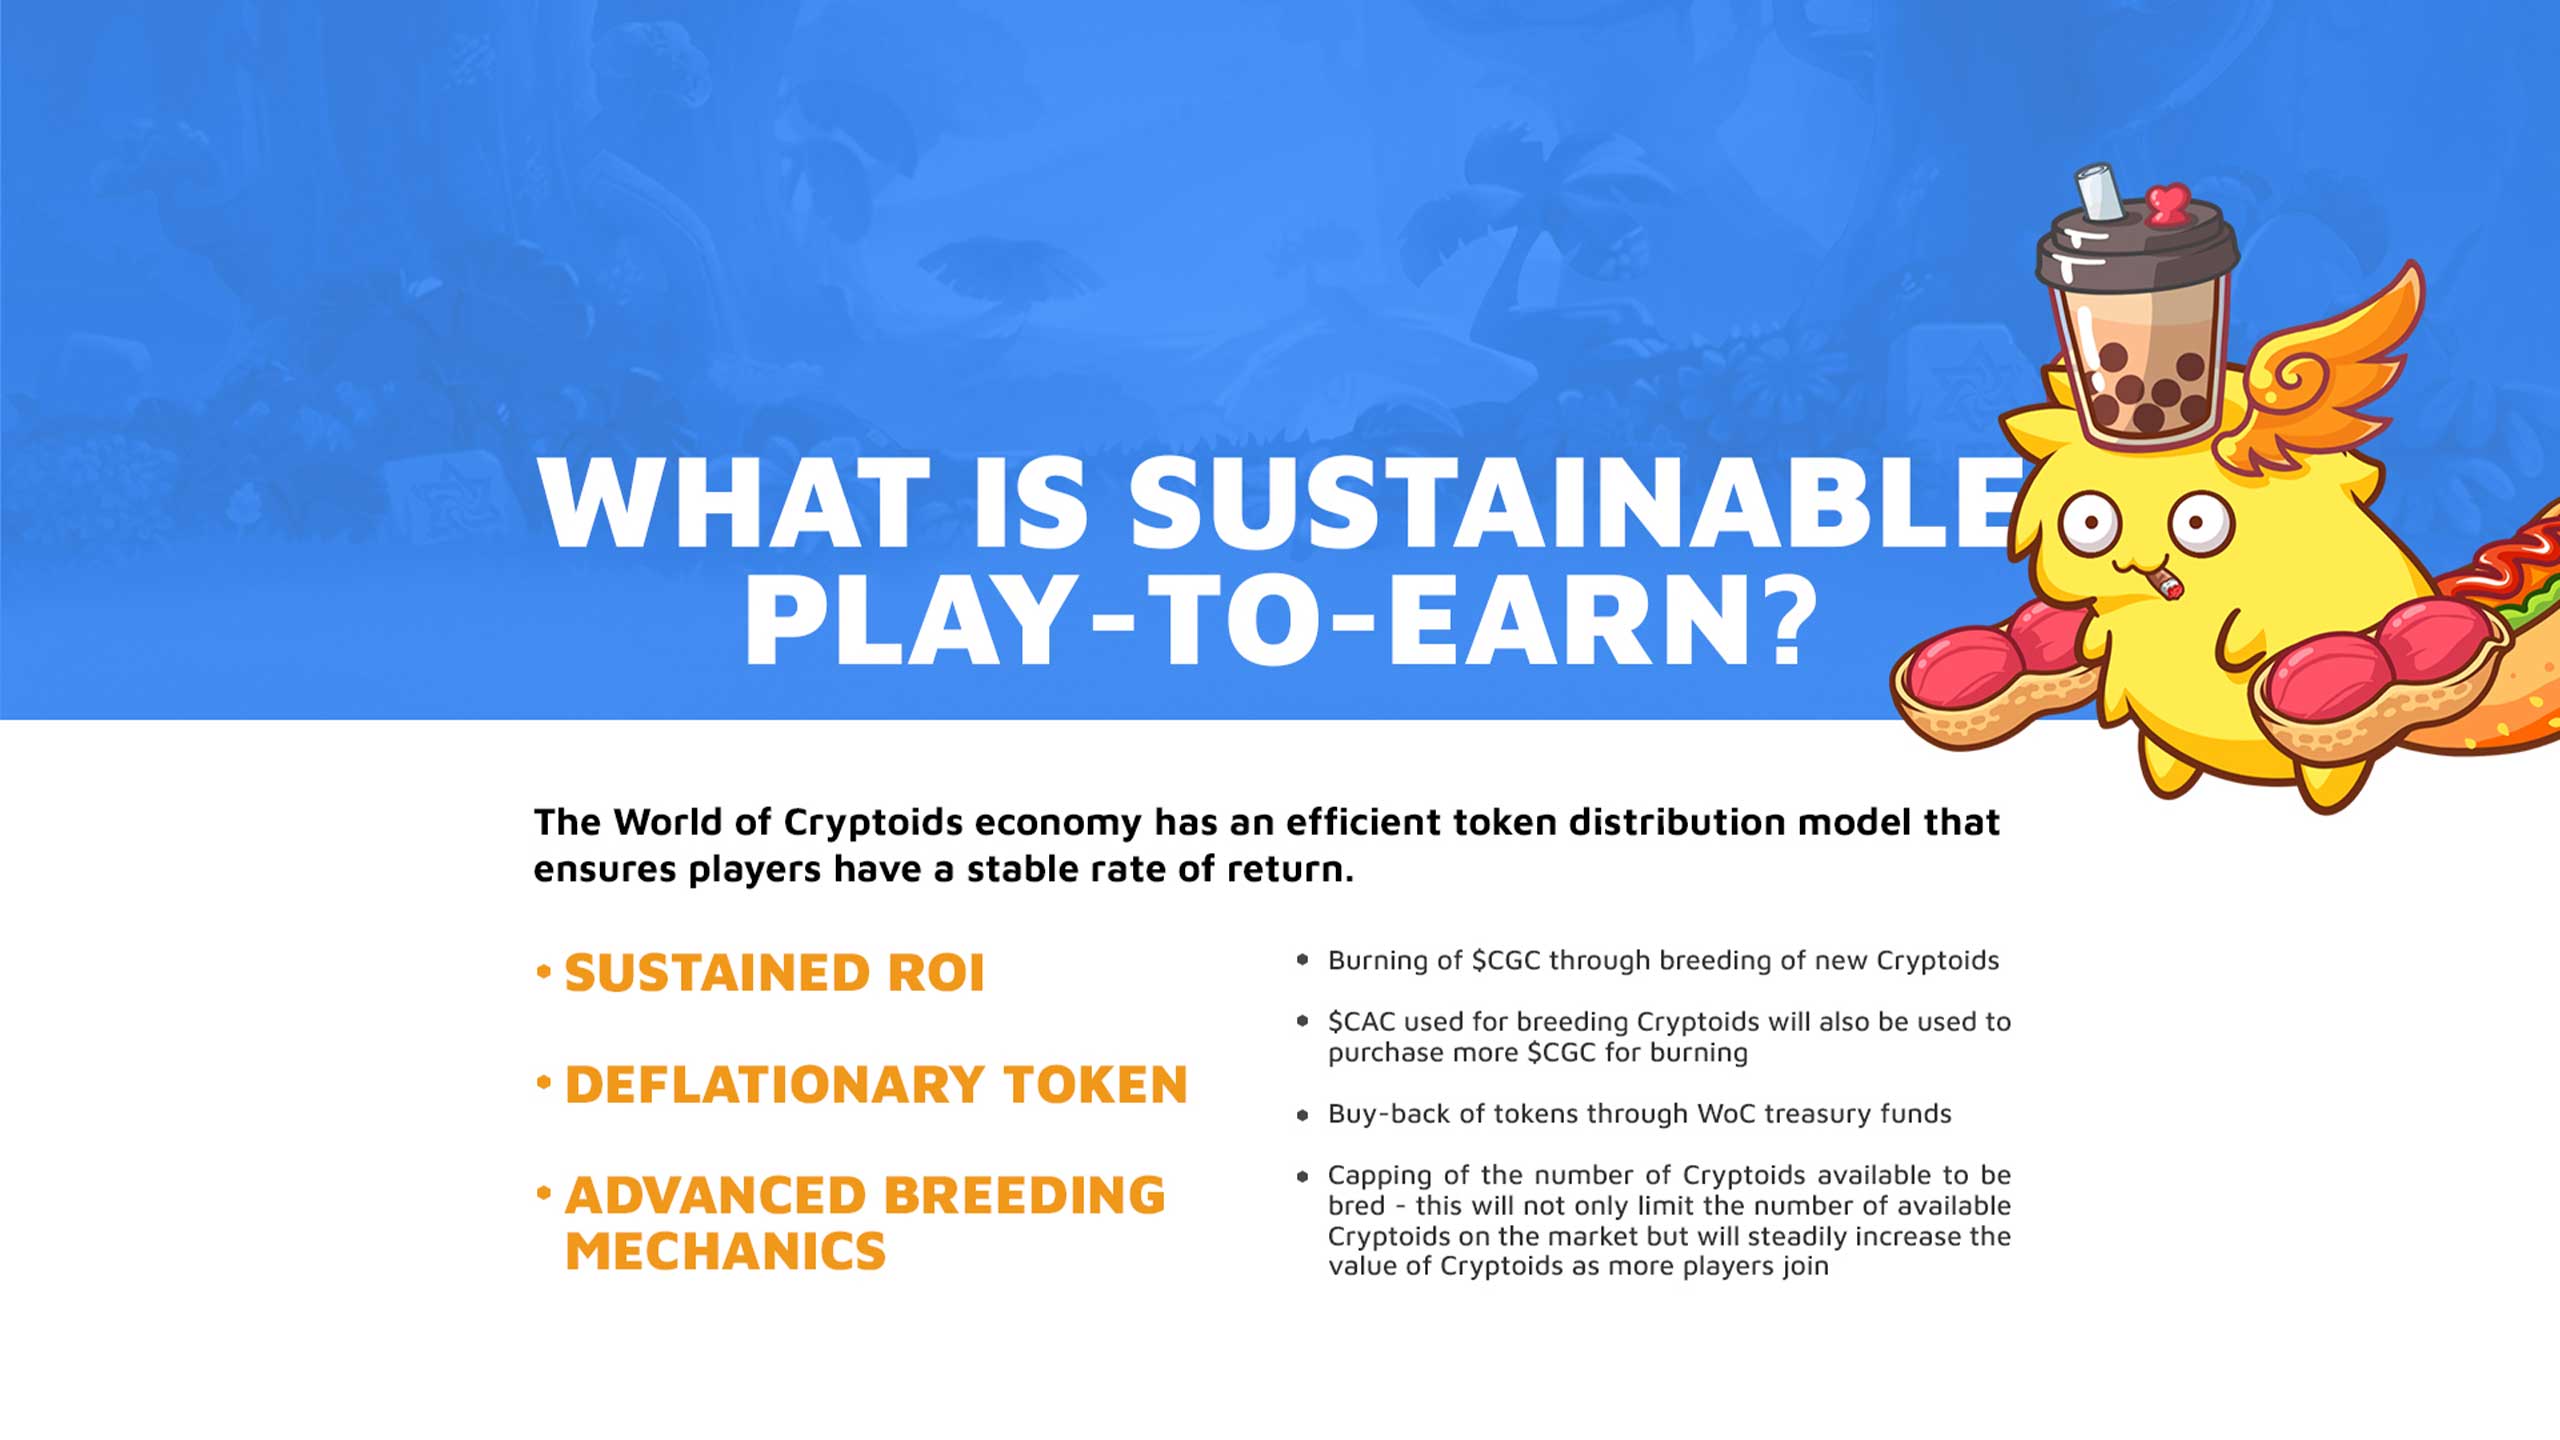 WHAT IS SUSTAINABLE
PLAY-TO-EARN?
The World of Cryptoids economy has an efficient token distribution model that
ensures players have a stable rate of return.
• SUSTAINED ROI
• DEFLATIONARY TOKEN
• ADVANCED BREEDING
MECHANICS
• Burning of $CGC through breeding of new Cryptoids
• $CAC used for breeding Cryptoids will also be used to
purchase more $CGC for burning
• Buy-back of tokens through WoC treasury funds
• Capping of the number of Cryptoids available to be
bred - this will not only limit the number of available
Cryptoids on the market but will steadily increase the
value of Cryptoids as more players join